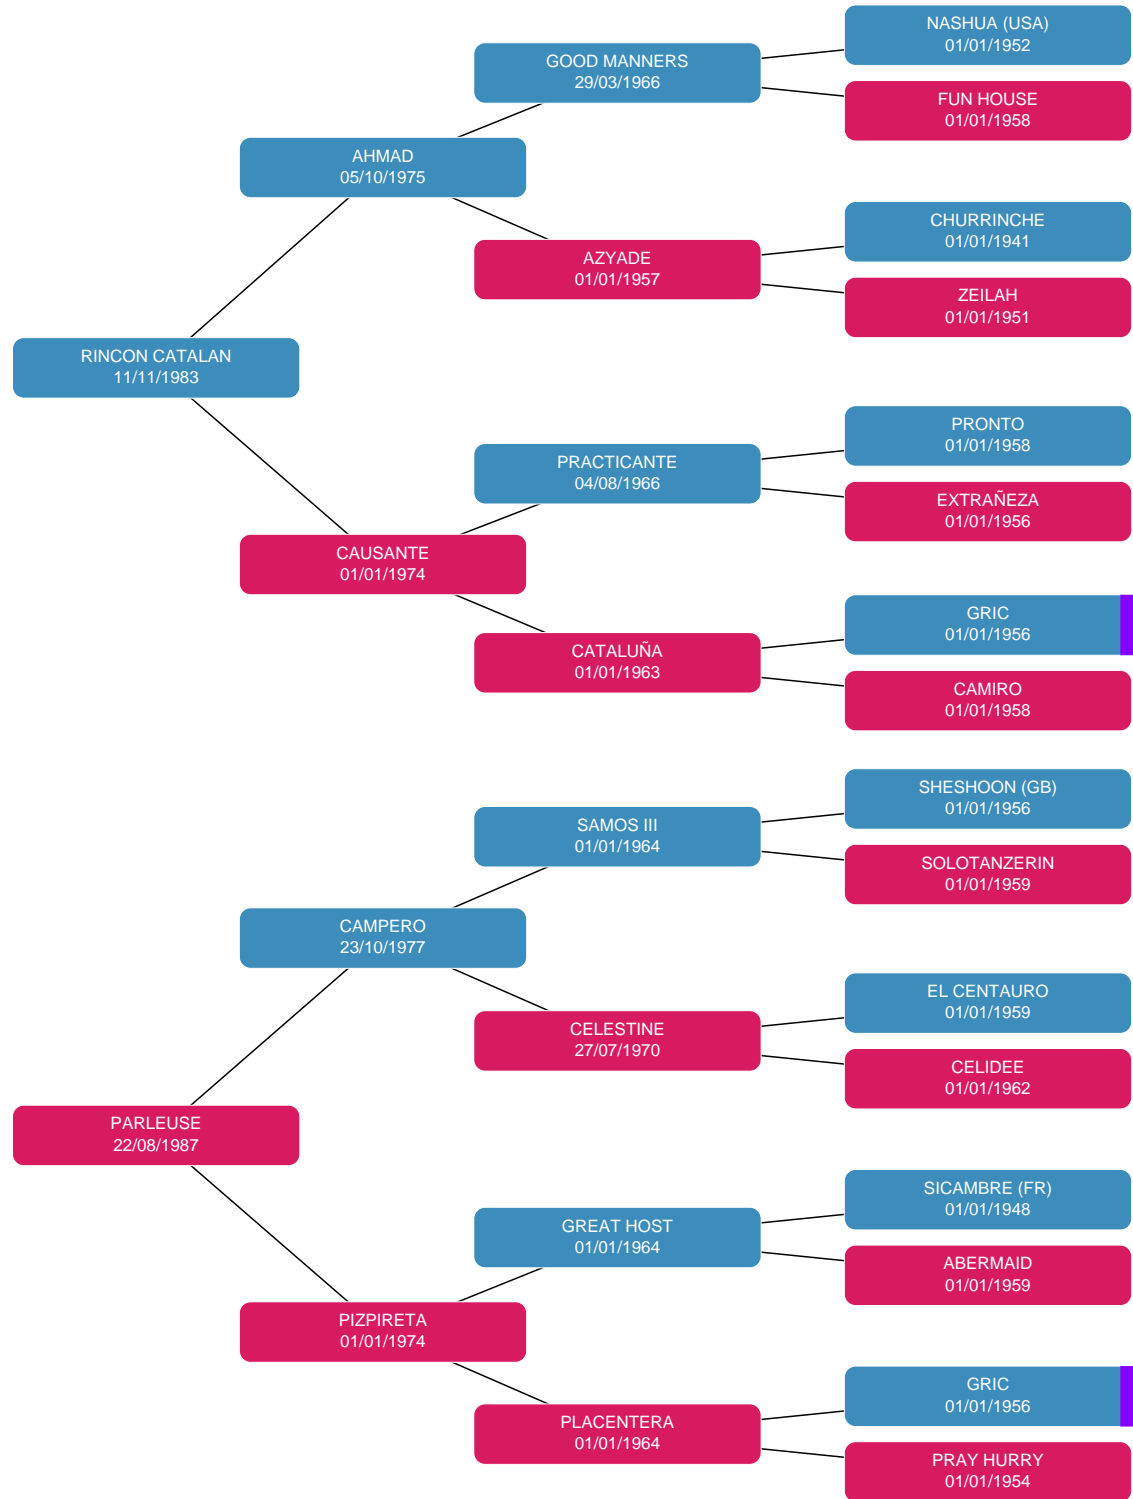 NASHUA (USA)
01/01/1952
GOOD MANNERS
29/03/1966
FUN HOUSE
01/01/1958
AHMAD
05/10/1975
CHURRINCHE
01/01/1941
AZYADE
01/01/1957
ZEILAH
01/01/1951
RINCON CATALAN
11/11/1983
PRONTO
01/01/1958
PRACTICANTE
04/08/1966
EXTRAÑEZA
01/01/1956
CAUSANTE
01/01/1974
GRIC
01/01/1956
CATALUÑA
01/01/1963
CAMIRO
01/01/1958
SHESHOON (GB)
01/01/1956
SAMOS III
01/01/1964
SOLOTANZERIN
01/01/1959
CAMPERO
23/10/1977
EL CENTAURO
01/01/1959
CELESTINE
27/07/1970
CELIDEE
01/01/1962
PARLEUSE
22/08/1987
SICAMBRE (FR)
01/01/1948
GREAT HOST
01/01/1964
ABERMAID
01/01/1959
PIZPIRETA
01/01/1974
GRIC
01/01/1956
PLACENTERA
01/01/1964
PRAY HURRY
01/01/1954